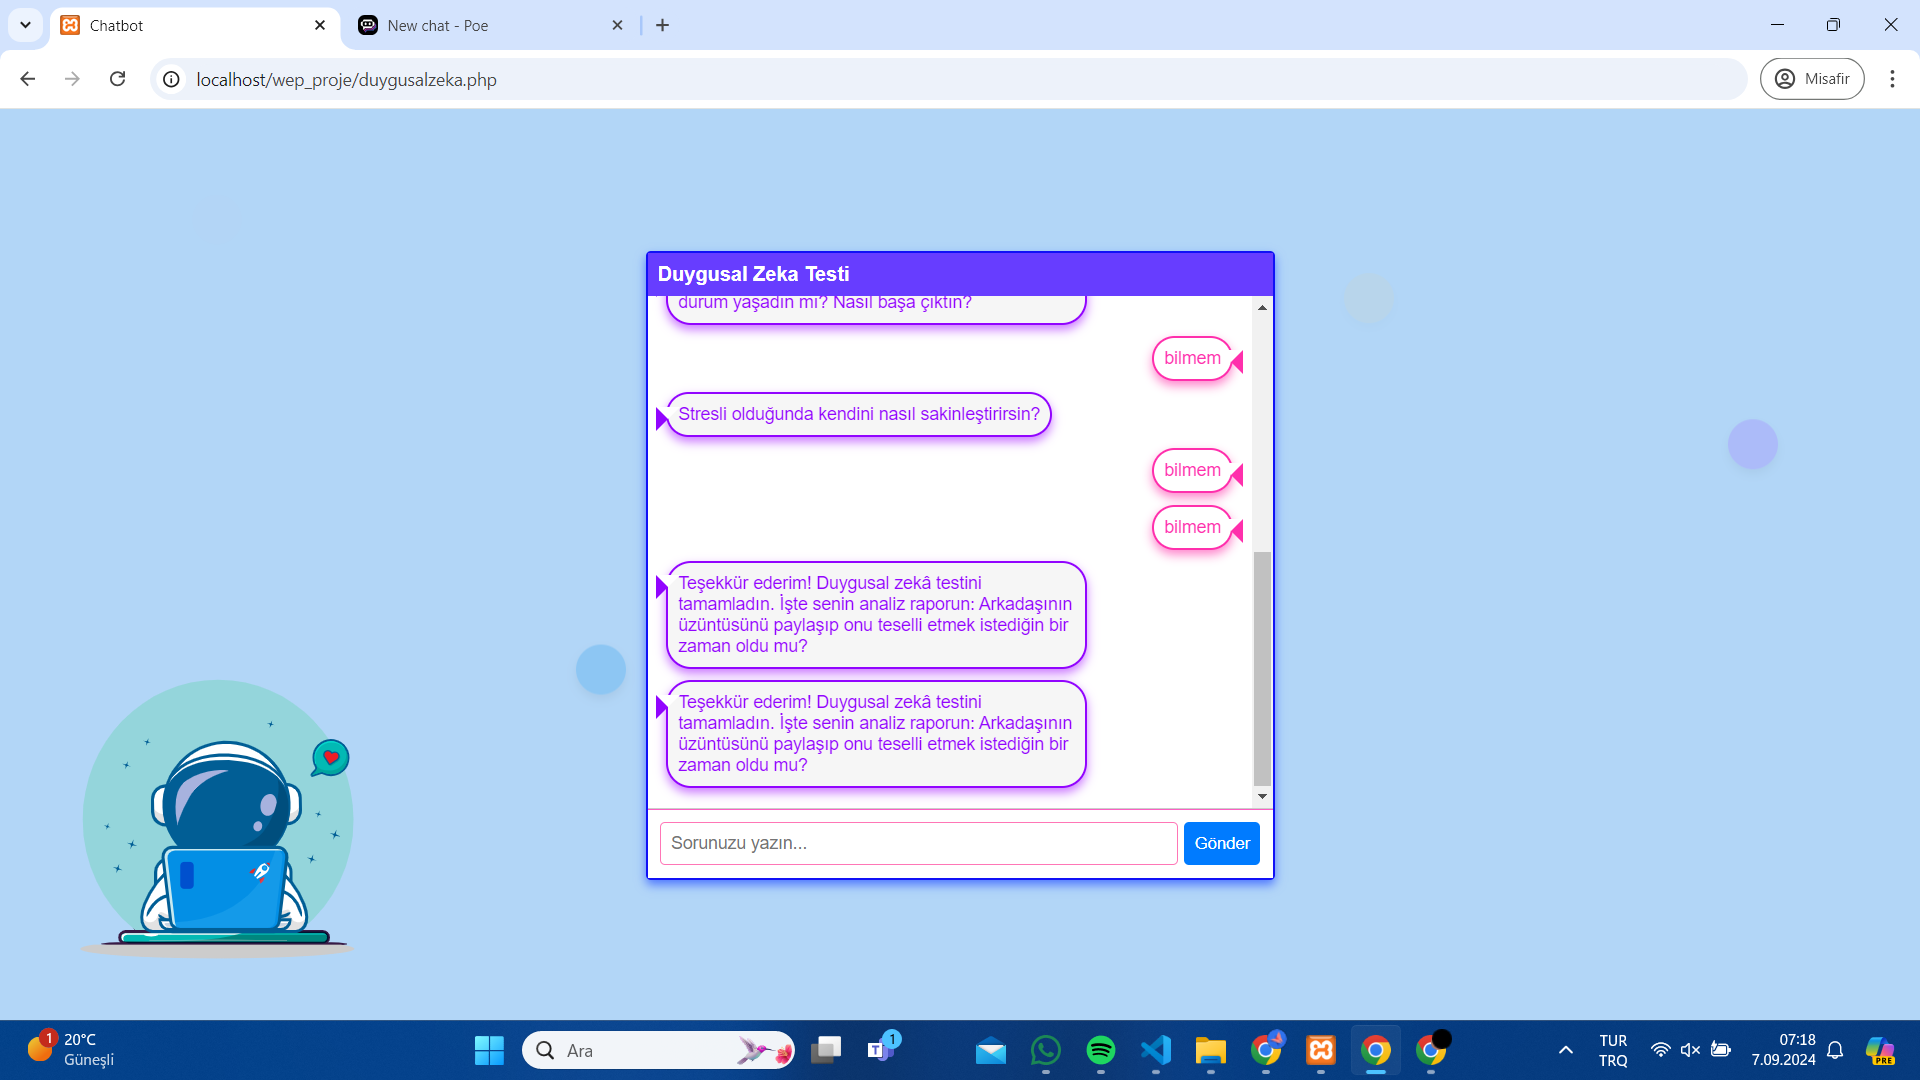 Chatbot
New chat - Poe
localhost/wep_proje/duygusalzeka.php
Misafir
Duygusal Zeka Testi
durum yaşadın mı? Nasıl başa çıktın?
bilmem
Stresli olduğunda kendini nasıl sakinleştirirsin?
bilmem
bilmem
Teşekkür ederim! Duygusal zekâ testini
tamamladın. İşte senin analiz raporun: Arkadaşının
üzüntüsünü paylaşıp onu teselli etmek istediğin bir
zaman oldu mu?
Teşekkür ederim! Duygusal zekâ testini
tamamladın. İşte senin analiz raporun: Arkadaşının
üzüntüsünü paylaşıp onu teselli etmek istediğin bir
zaman oldu mu?
Sorunuzu yazın...
Gönder
1
20°C
Güneşli
Ara
T
1
TUR
TRQ
07:18
7.09.2024
PRE